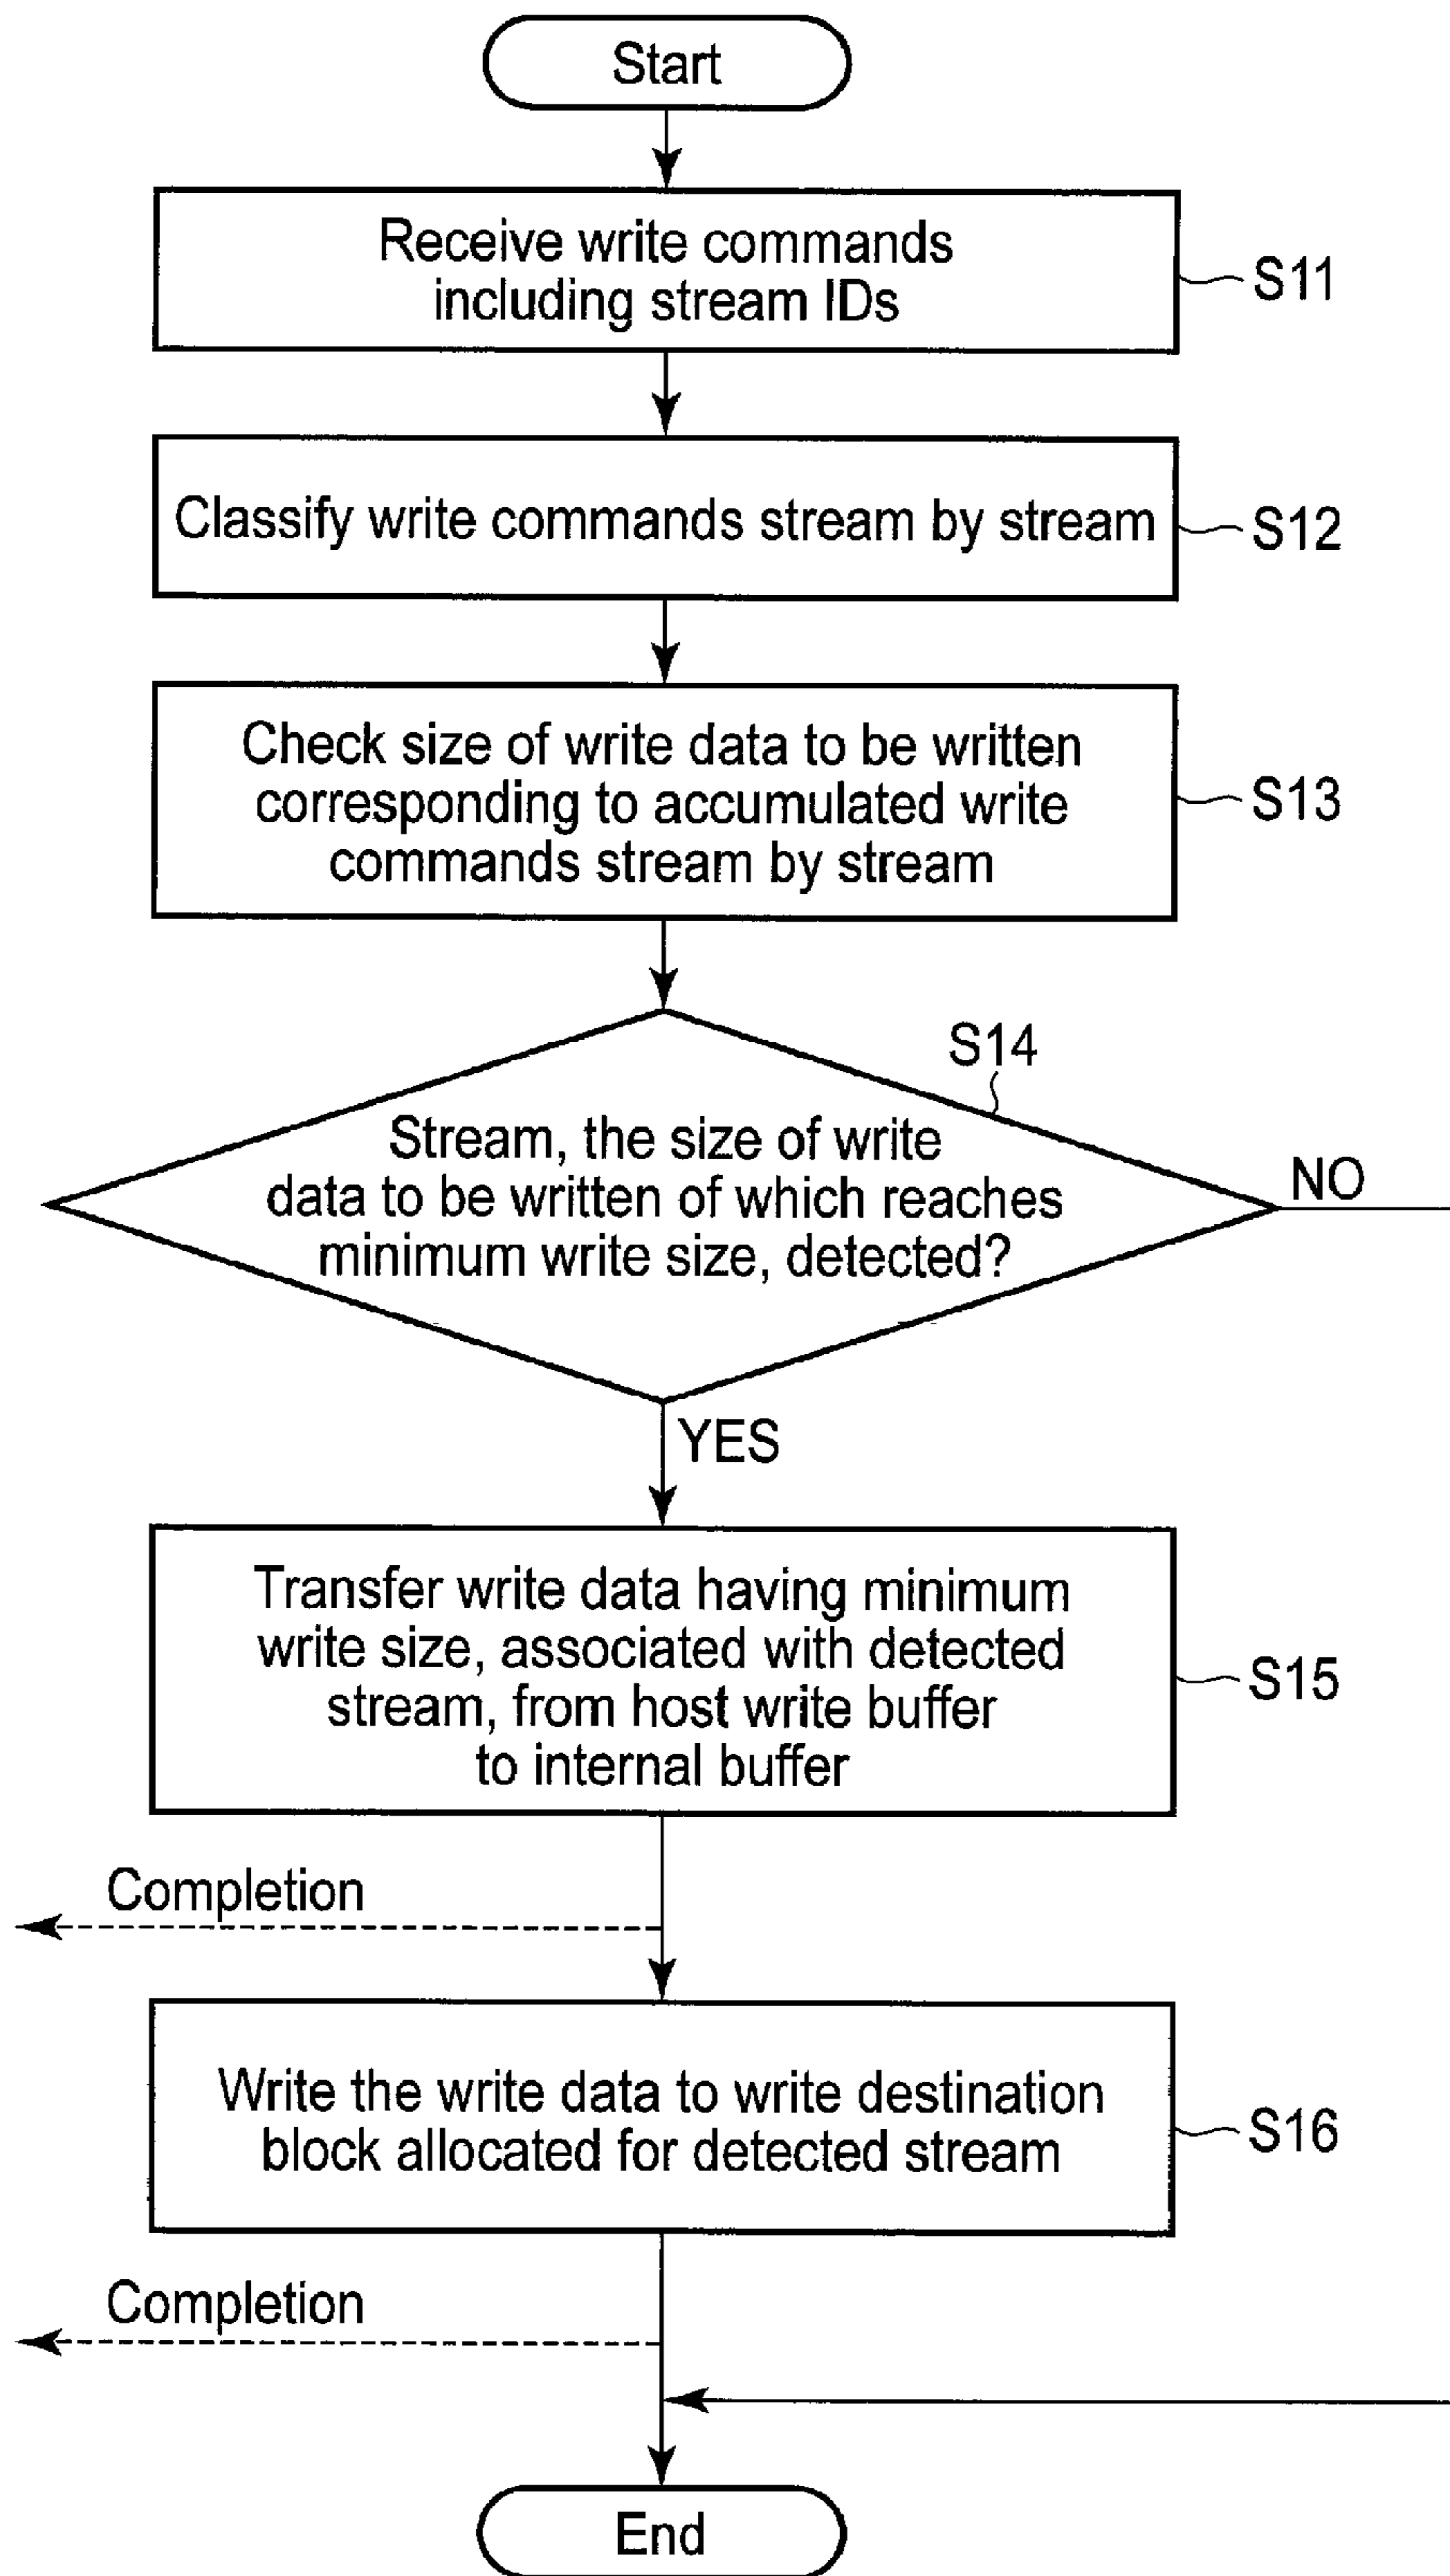 Start
Receive write commands
including stream IDs
S11
Classify write commands stream by stream
S12
Check size of write data to be written
corresponding to accumulated write
commands stream by stream
S13
S14
Stream, the size of write
data to be written of which reaches
minimum write size, detected?
NO
YES
Transfer write data having minimum
write size, associated with detected
stream, from host write buffer
to internal buffer
S15
Completion
Write the write data to write destination
block allocated for detected stream
S16
Completion
End